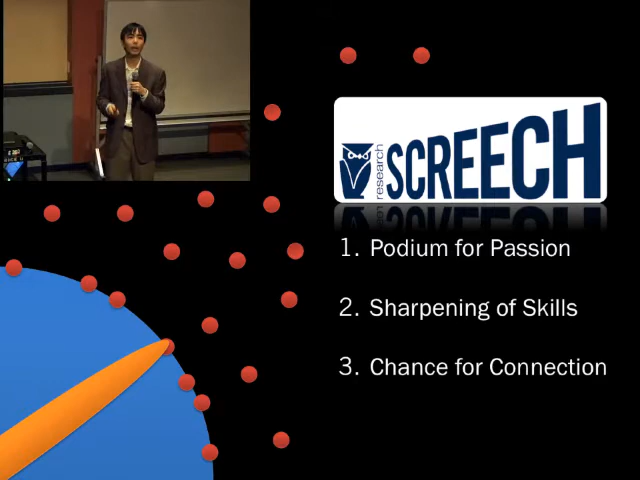 research
SCREECH
1. Podium for Passion
2. Sharpening of Skills
3. Chance for Connection